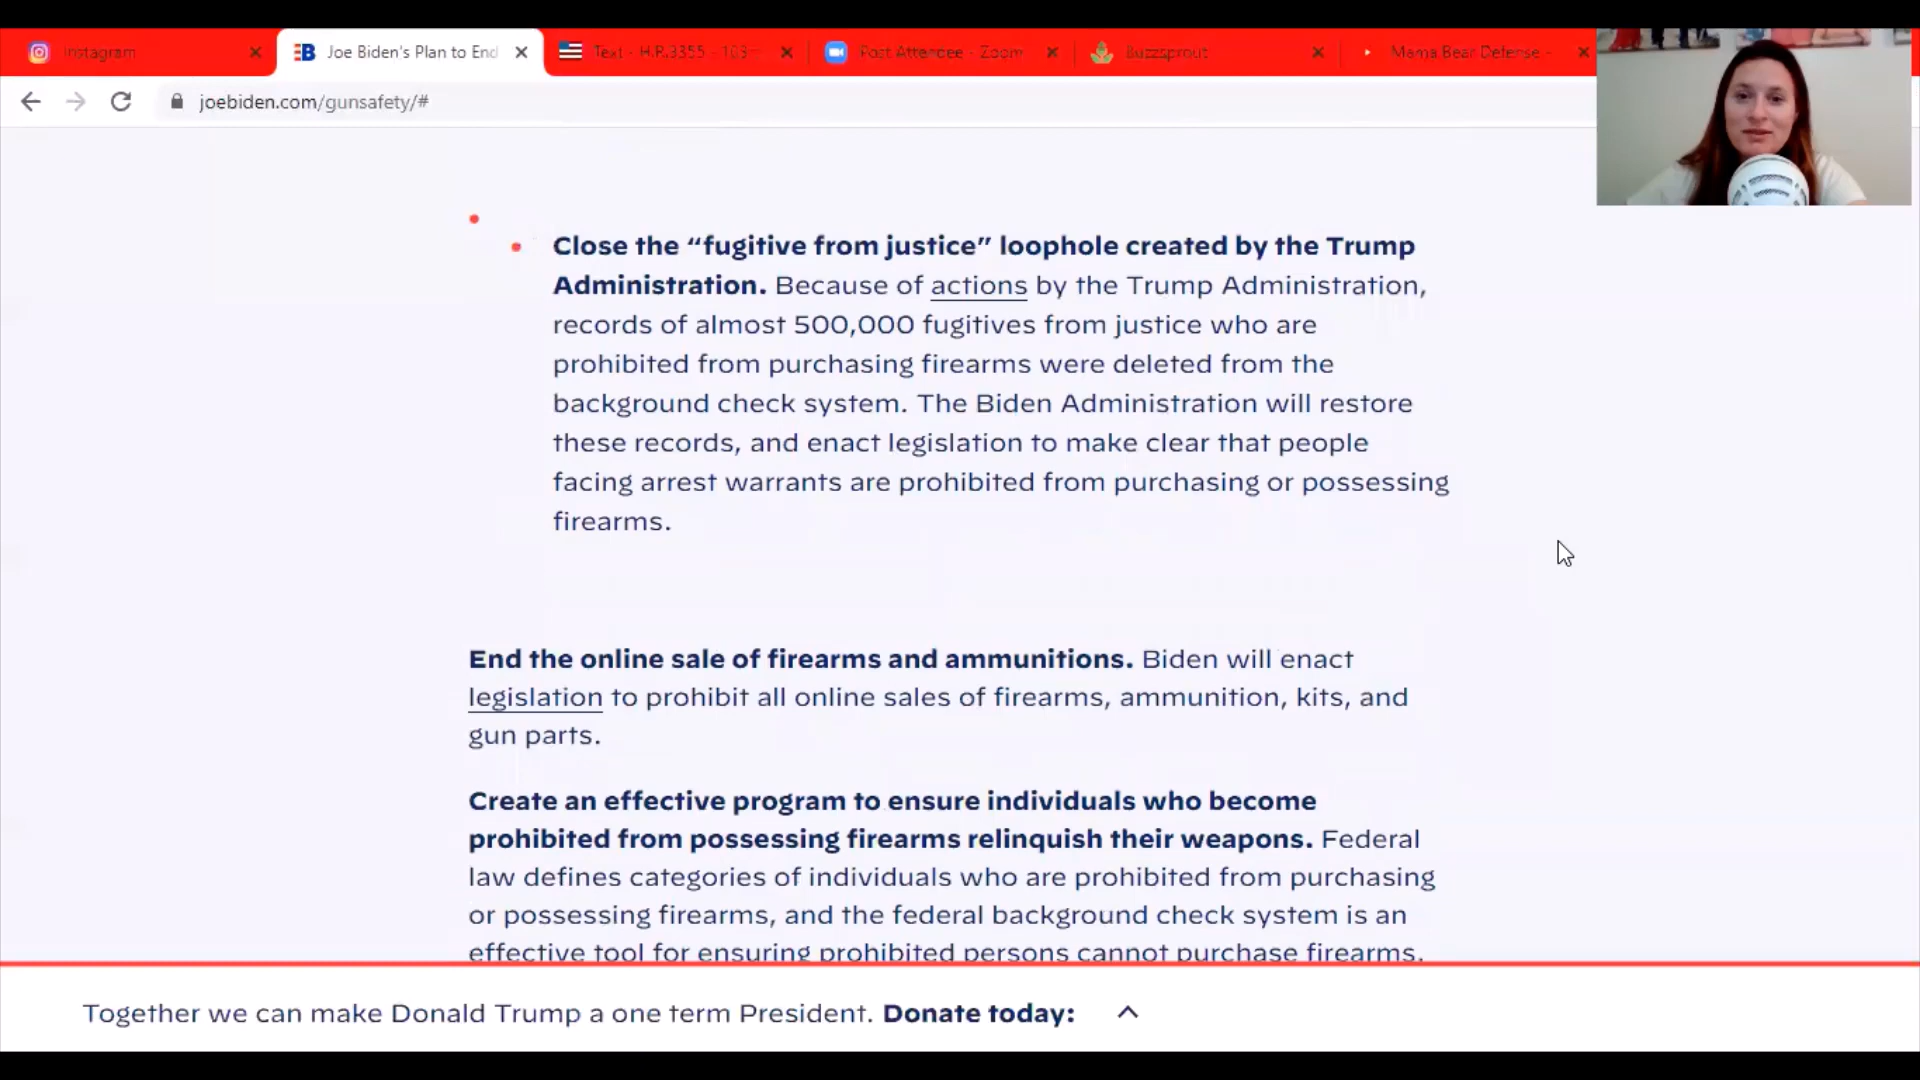 Instagram
Joe Biden's Plan to End
Text - H.R.3355 - 103
Post Attendee - Zoom
Buzzsprout
Mama Bear Defense -
joebiden.com/gunsafety/#
Close the “fugitive from justice” loophole created by the Trump
Administration. Because of actions by the Trump Administration,
records of almost 500,000 fugitives from justice who are
prohibited from purchasing firearms were deleted from the
background check system. The Biden Administration will restore
these records, and enact legislation to make clear that people
facing arrest warrants are prohibited from purchasing or possessing
firearms.
End the online sale of firearms and ammunitions. Biden will enact
legislation to prohibit all online sales of firearms, ammunition, kits, and
gun parts.
Create an effective program to ensure individuals who become
prohibited from possessing firearms relinquish their weapons. Federal
law defines categories of individuals who are prohibited from purchasing
or possessing firearms, and the federal background check system is an
effective tool for ensuring prohibited persons cannot purchase firearms.
Together we can make Donald Trump a one term President. Donate today: